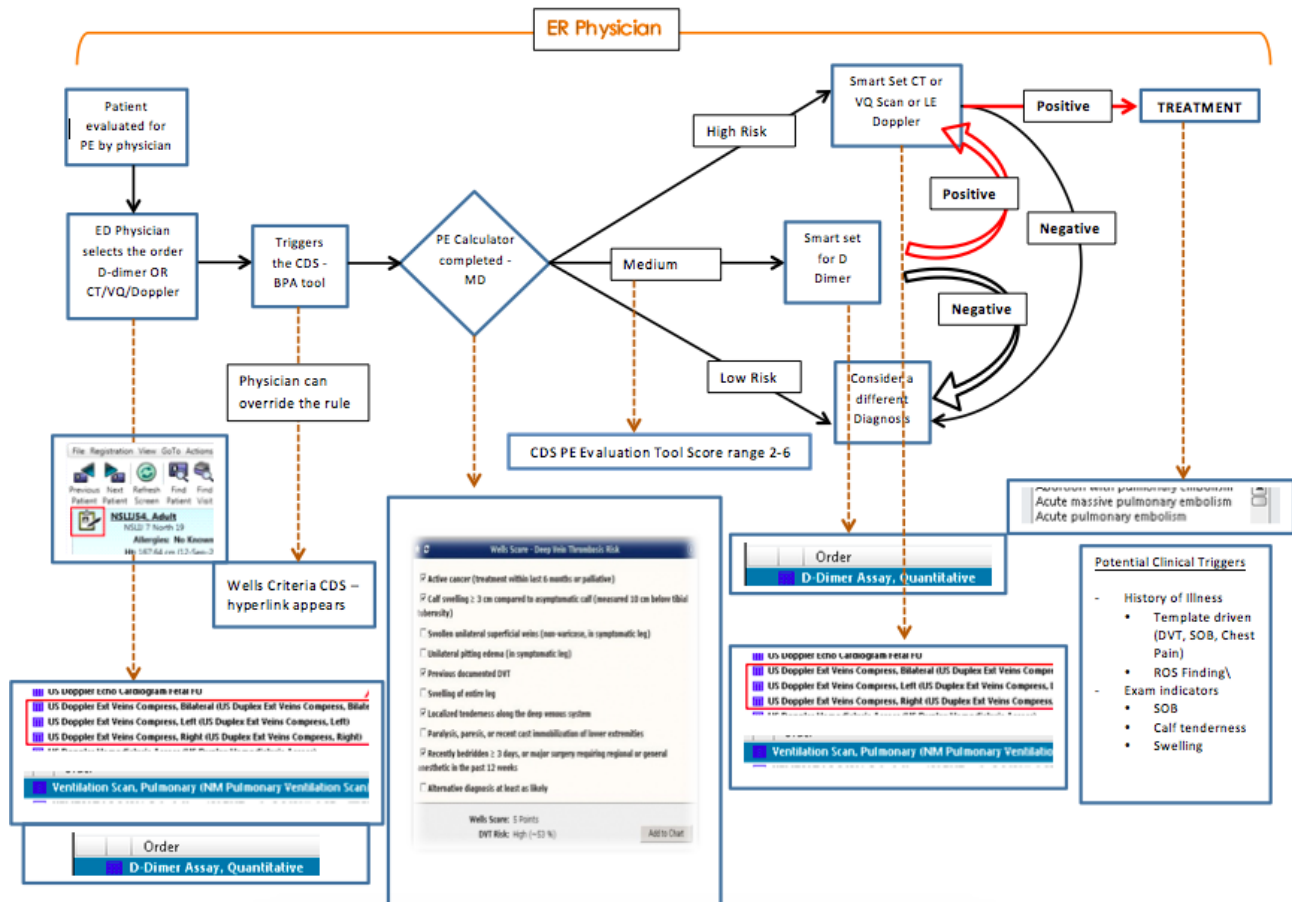 ER Physician
Patient
evaluated for
PE by physician
ED Physician
selects the order
D-dimer OR
CT/VQ/Doppler
Triggers
the CDS -
BPA tool
PE Calculator
completed -
MD
High Risk
Medium
Low Risk
Smart Set CT or
VQ Scan or LE
Doppler
Positive
TREATMENT
Positive
Negative
Smart set
for D
Dimer
Negative
Consider a
different
Diagnosis
Physician can
override the rule
CDS PE Evaluation Tool Score range 2-6
Wells Criteria CDS –
hyperlink appears
File Registration View GoTo Actions
Previous Next Refresh Find Find
Patient Patient Screen Patient Visit
NSLIJ 7 North 19
Allergies: No Known
US Doppler Echo Cardiogram Fetal FU
US Doppler Ext Veins Compress, Bilateral (US Duplex Ext Veins Compress, Bilate
US Doppler Ext Veins Compress, Left (US Duplex Ext Veins Compress, Left)
US Doppler Ext Veins Compress, Right (US Duplex Ext Veins Compress, Right)
Ventilation Scan, Pulmonary (NM Pulmonary Ventilation Scan)
Order
D-Dimer Assay, Quantitative
Wells Score - Deep Vein Thrombosis Risk
Active cancer (treatment within last 6 months or palliative)
Calf swelling ≥ 3 cm compared to asymptomatic calf (measured 10 cm below tibial
tuberosity)
Swollen unilateral superficial veins (non-varicose, in symptomatic leg)
Unilateral pitting edema (in symptomatic leg)
Previous documented DVT
Swelling of entire leg
Localized tenderness along the deep venous system
Paralysis, paresis, or recent cast immobilization of lower extremities
Recently bedridden ≥ 3 days, or major surgery requiring regional or general
anesthetic in the past 12 weeks
Alternative diagnosis at least as likely
Wells Score: 5 Points
DVT Risk: High (~53 %)
Add to Chart
Order
D-Dimer Assay, Quantitative
US Doppler Echo Cardiogram Fetal FU
US Doppler Ext Veins Compress, Bilateral (US Duplex Ext Veins Compre
US Doppler Ext Veins Compress, Left (US Duplex Ext Veins Compress, L
US Doppler Ext Veins Compress, Right (US Duplex Ext Veins Compress,
Ventilation Scan, Pulmonary (NM Pulmonary Ventilatio
Abortion with pulmonary embolism
Acute massive pulmonary embolism
Acute pulmonary embolism
Potential Clinical Triggers
- History of Illness
▪ Template driven
(DVT, SOB, Chest
Pain)
▪ ROS Finding\
- Exam indicators
• SOB
• Calf tenderness
• Swelling